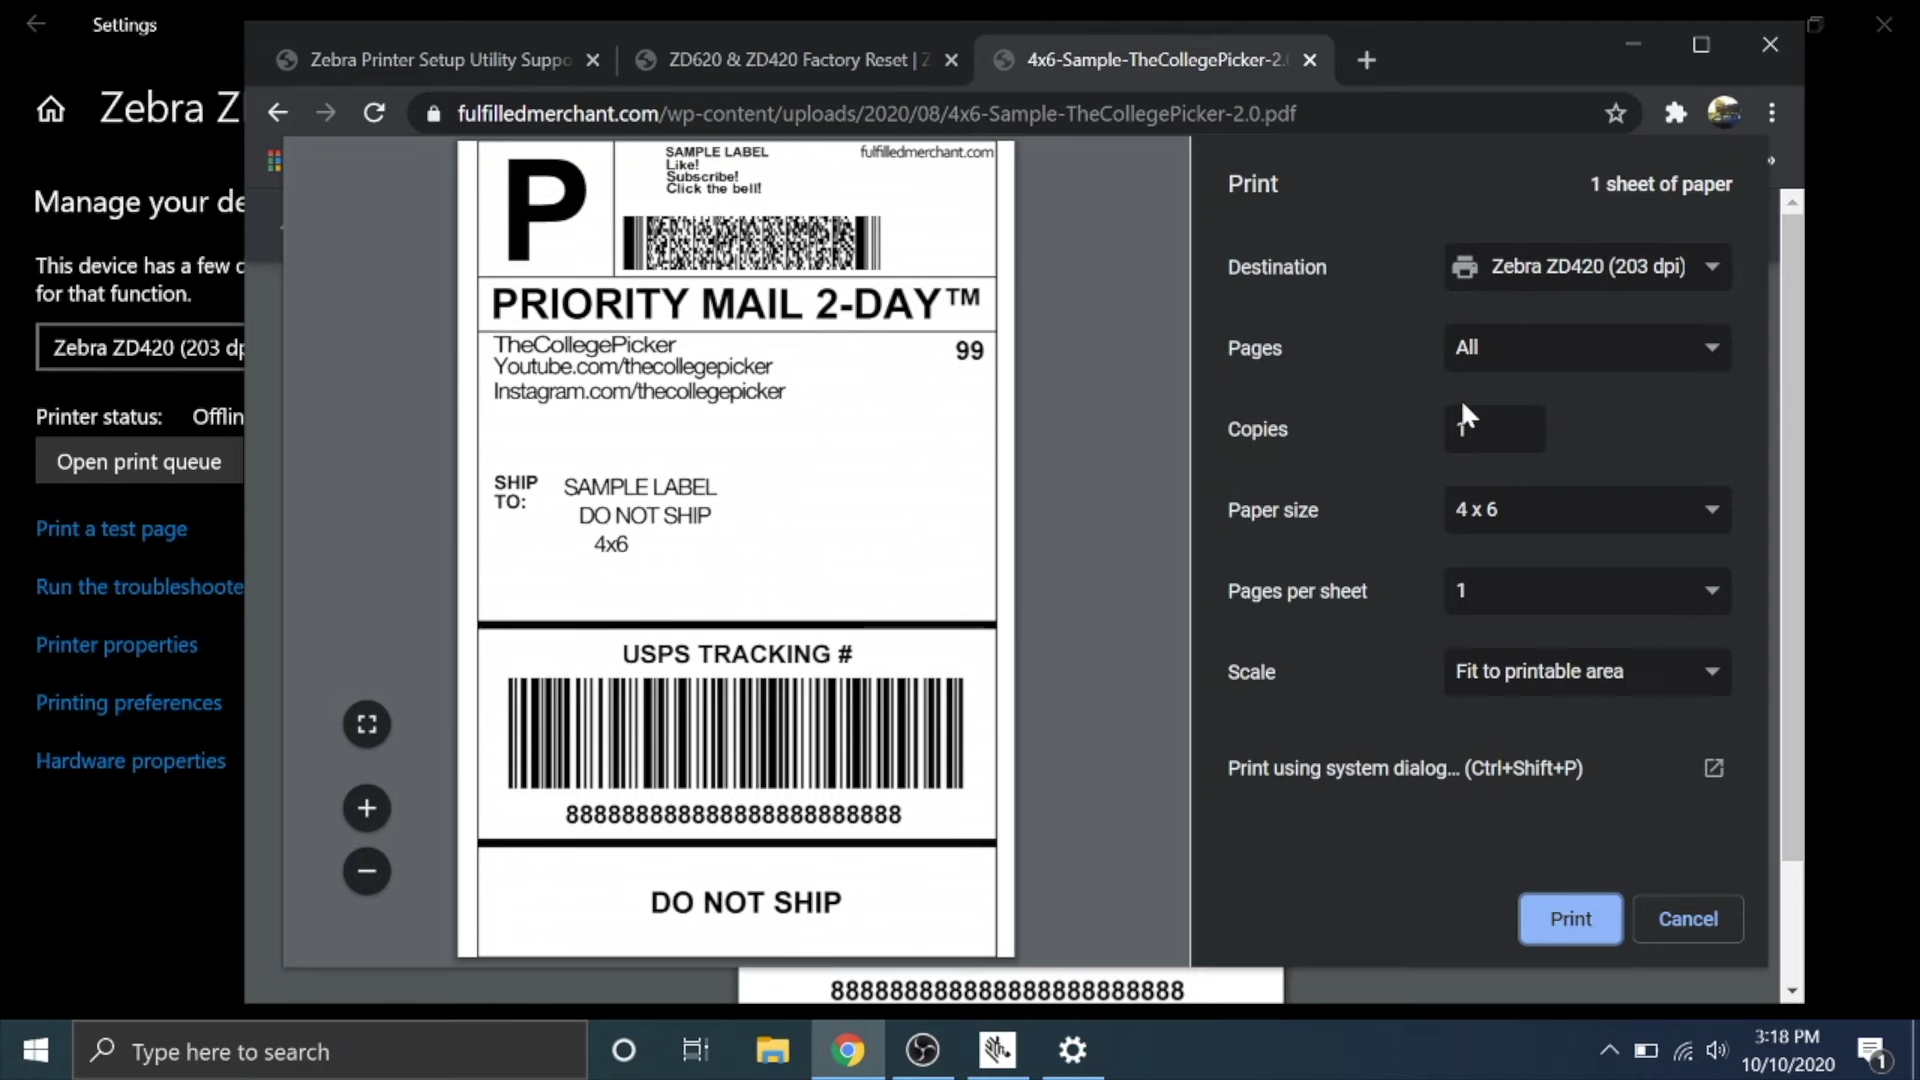 Settings
Zebra Printer Setup Utility Suppo
ZD620 & ZD420 Factory Reset | Z
4x6-Sample-TheCollegePicker-2.0
fulfilledmerchant.com/wp-content/uploads/2020/08/4x6-Sample-TheCollegePicker-2.0.pdf
Zebra Z
Manage your de
This device has a few c
for that function.
Zebra ZD420 (203 dp
Printer status: Offlin
Open print queue
Print a test page
Run the troubleshoote
Printer properties
Printing preferences
Hardware properties
P
SAMPLE LABEL
Like!
Subscribe!
Click the bell!
fulfilledmerchant.com
PRIORITY MAIL 2-DAY™
TheCollegePicker
99
Youtube.com/thecollegepicker
Instagram.com/thecollegepicker
SHIP
TO:
SAMPLE LABEL
DO NOT SHIP
4x6
USPS TRACKING #
888888888888888888888888
DO NOT SHIP
888888888888888888888888
Print
1 sheet of paper
Destination
Zebra ZD420 (203 dpi)
Pages
All
Copies
1
Paper size
4 x 6
Pages per sheet
1
Scale
Fit to printable area
Print using system dialog... (Ctrl+Shift+P)
Print
Cancel
Type here to search
3:18 PM
10/10/2020
1